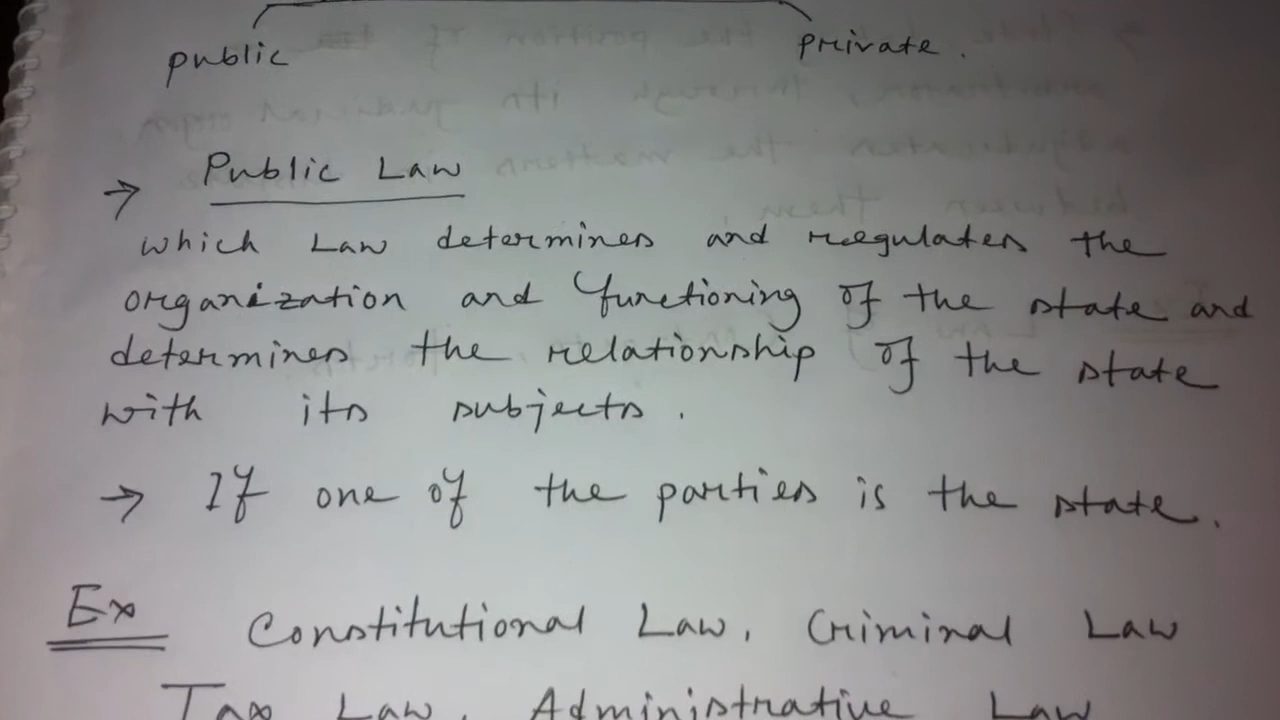 public private.
→ Public Law
which Law determines and regulates the
organization and functioning of the state and
determines the relationship of the state
with its subjects.
→ If one of the parties is the state.
Ex Constitutional Law, Criminal Law
Tax Law, Administrative Law